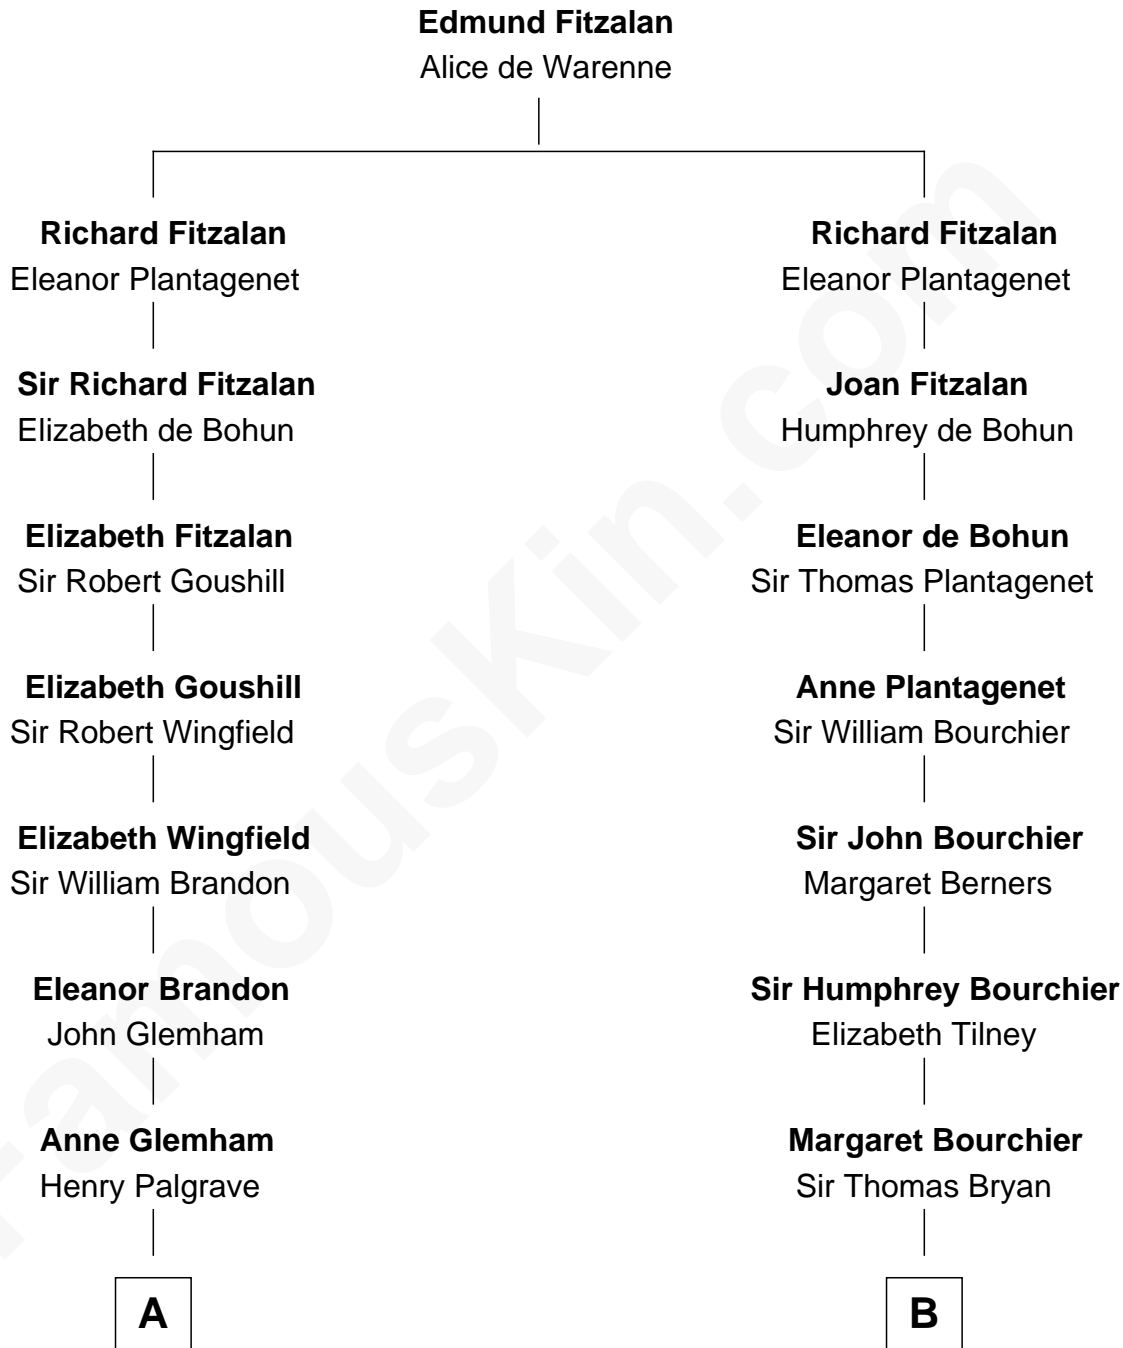 Edmund Fitzalan
Alice de Warenne
Richard Fitzalan
Eleanor Plantagenet
Richard Fitzalan
Eleanor Plantagenet
Sir Richard Fitzalan
Elizabeth de Bohun
Joan Fitzalan
Humphrey de Bohun
Elizabeth Fitzalan
Sir Robert Goushill
Eleanor de Bohun
Sir Thomas Plantagenet
Elizabeth Goushill
Sir Robert Wingfield
Anne Plantagenet
Sir William Bourchier
Elizabeth Wingfield
Sir William Brandon
Sir John Bourchier
Margaret Berners
Eleanor Brandon
John Glemham
Sir Humphrey Bourchier
Elizabeth Tilney
Anne Glemham
Henry Palgrave
Margaret Bourchier
Sir Thomas Bryan
A
B
FamousKin.com